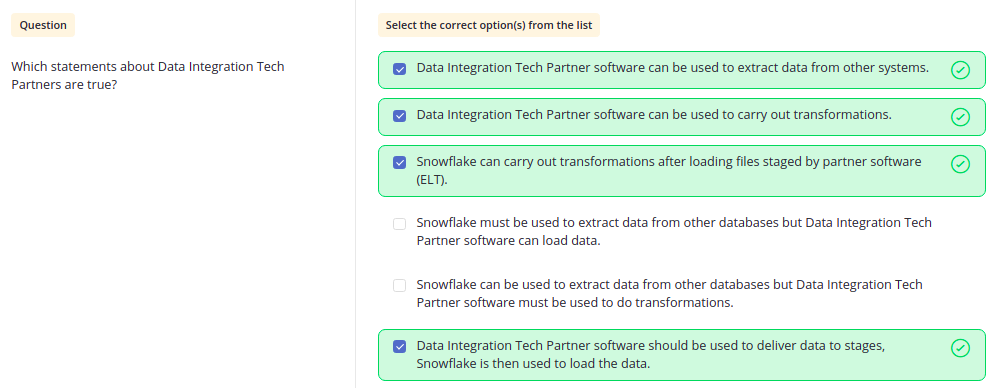 Question
Select the correct option(s) from the list
Which statements about Data Integration Tech
Partners are true?
Data Integration Tech Partner software can be used to extract data from other systems.
Data Integration Tech Partner software can be used to carry out transformations.
Snowflake can carry out transformations after loading files staged by partner software
(ELT).
Snowflake must be used to extract data from other databases but Data Integration Tech
Partner software can load data.
Snowflake can be used to extract data from other databases but Data Integration Tech
Partner software must be used to do transformations.
Data Integration Tech Partner software should be used to deliver data to stages,
Snowflake is then used to load the data.